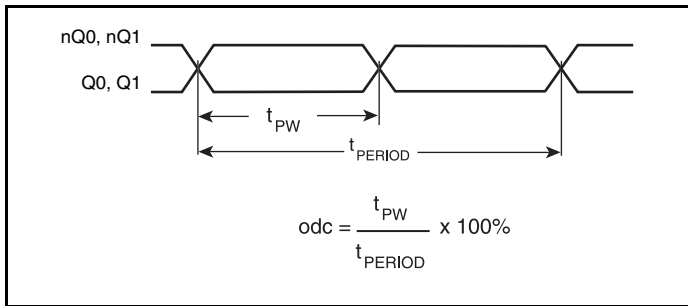 nQ0, nQ1
Q0, Q1
tPW
tPERIOD
odc = tPW / tPERIOD x 100%